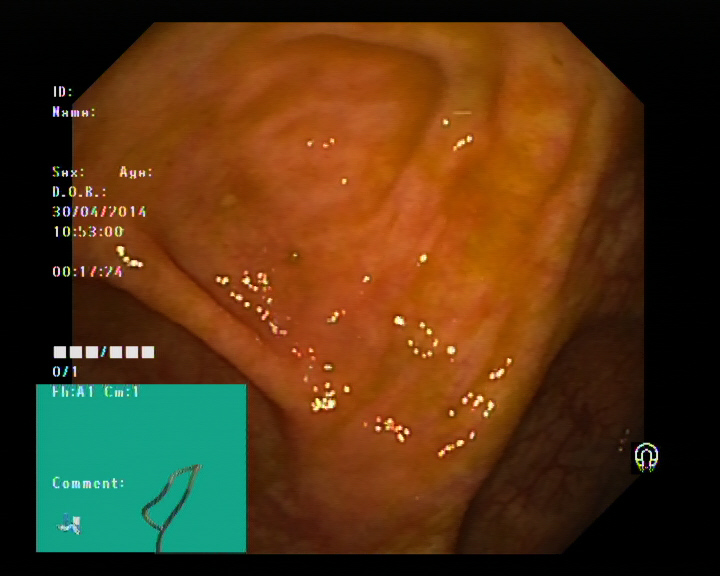 ID:
Name:
Sex: Age:
D.O.B.:
30/04/2014
10:53:00
00:17:24
■■■/■■■
0/1
Eh:A1 Cm:1
Comment: